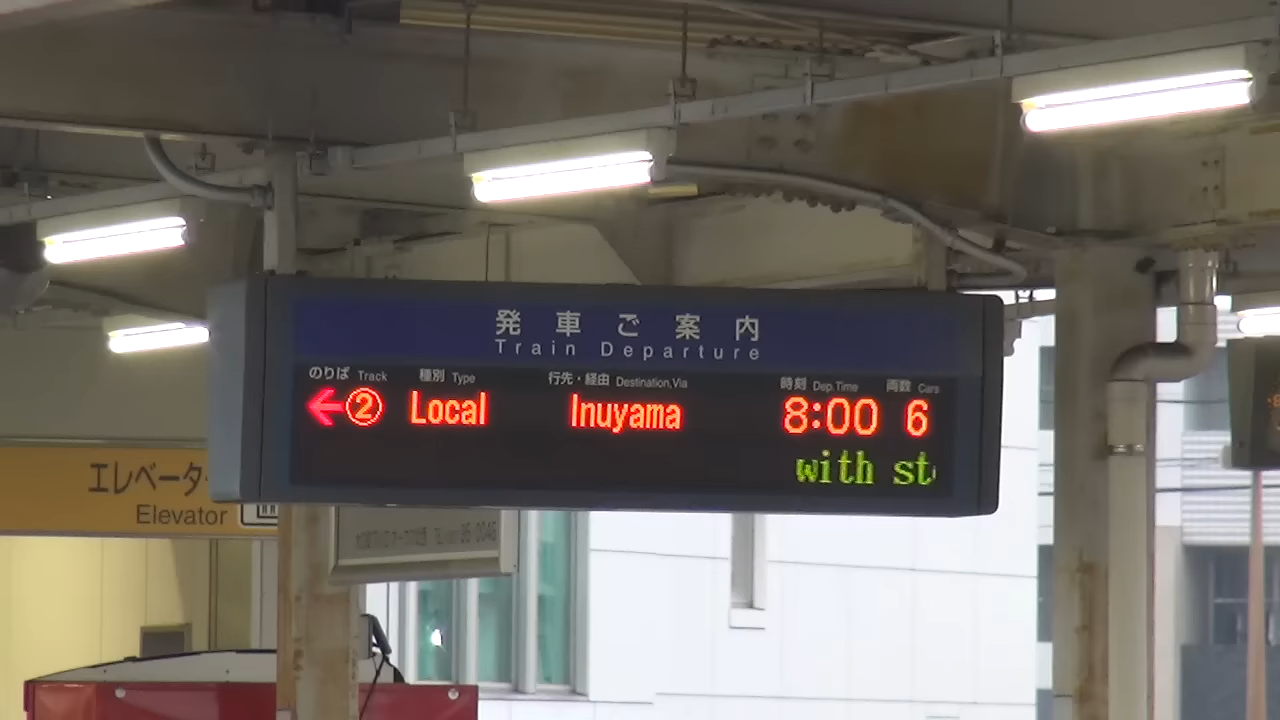 発車ご案内
Train Departure
のりば Track 種別 Type 行先・経由 Destination,Via 時刻 Dep.Time 両数 Cars
←② Local Inuyama 8:00 6
with st
エレベータ
Elevator